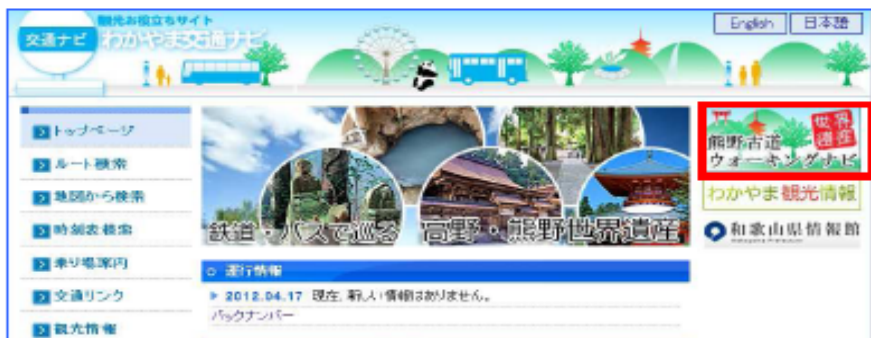 観光お役立ちサイト
交通ナビ わかやま交通ナビ
English 日本語
トップページ
ルート検索
地図から検索
時刻表検索
乗り場案内
交通リンク
観光情報
鉄道・バスで巡る 高野・熊野世界遺産
運行情報
2012.04.17 現在、新しい情報はありません。
バックナンバー
世界遺産
熊野古道
ウォーキングナビ
わかやま観光情報
和歌山県情報館